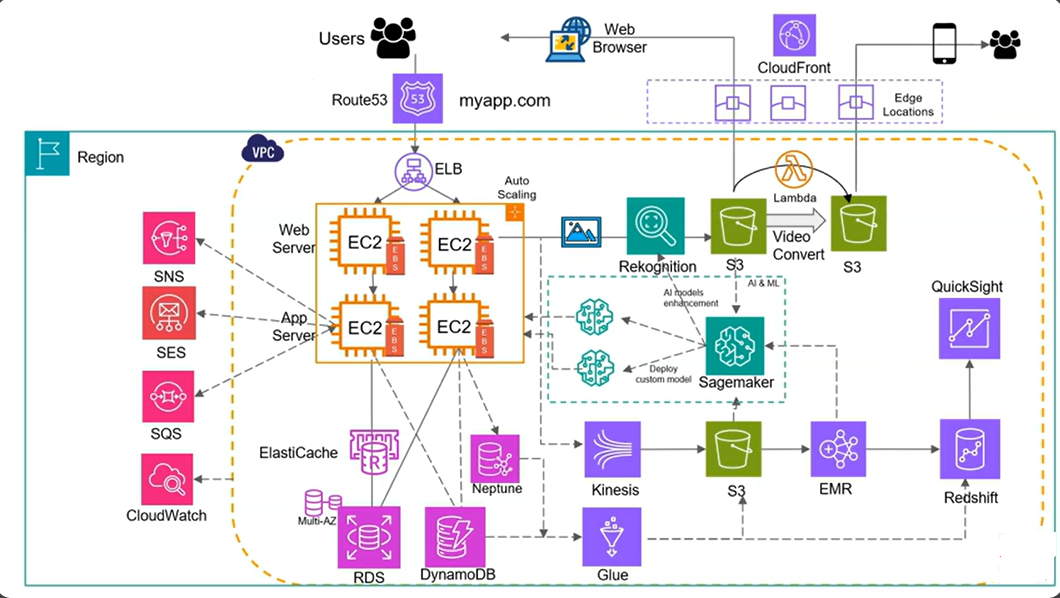 Users
Web
Browser
CloudFront
Route53
53
myapp.com
Edge
Locations
Region
VPC
ELB
Auto
Scaling
Lambda
Web
Server
EC2
EBS
EC2
EBS
Rekognition
S3
Video
Convert
S3
SNS
AI models
enhancement
AI & ML
QuickSight
App
Server
EC2
EBS
EC2
EBS
SES
Deploy
custom model
Sagemaker
SQS
ElastiCache
R
Neptune
Kinesis
S3
EMR
Redshift
CloudWatch
Multi-AZ
RDS
DynamoDB
Glue